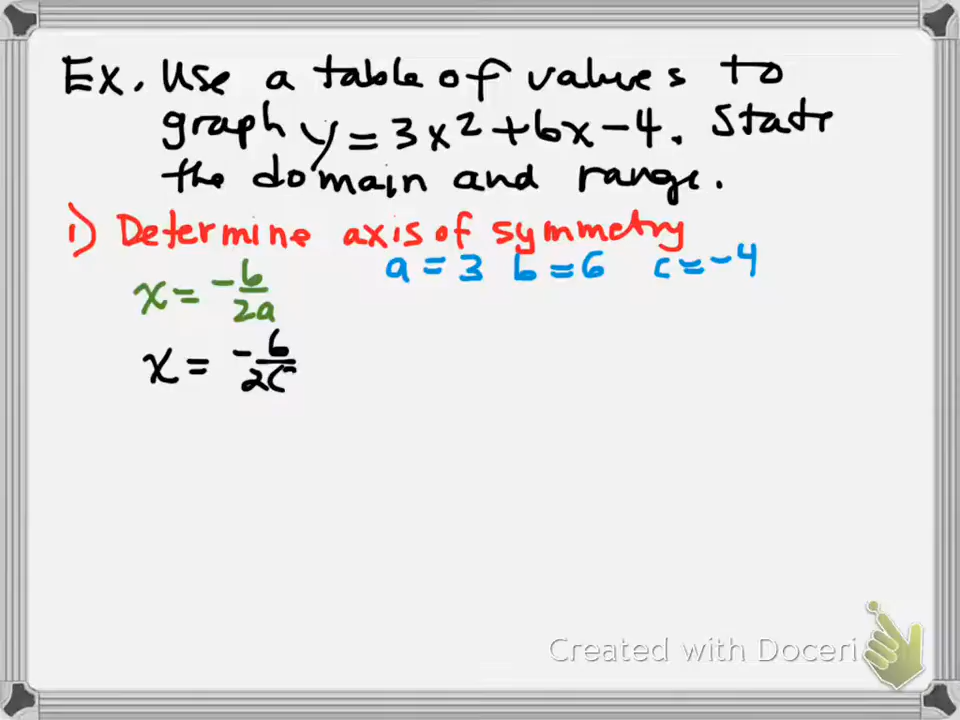 Ex. Use a table of values to
graph y = 3x² + 6x - 4. State
the domain and range.
1) Determine axis of symmetry
a = 3 b = 6 c = -4
x = -b/2a
x = -6/2(
Created with Doceri